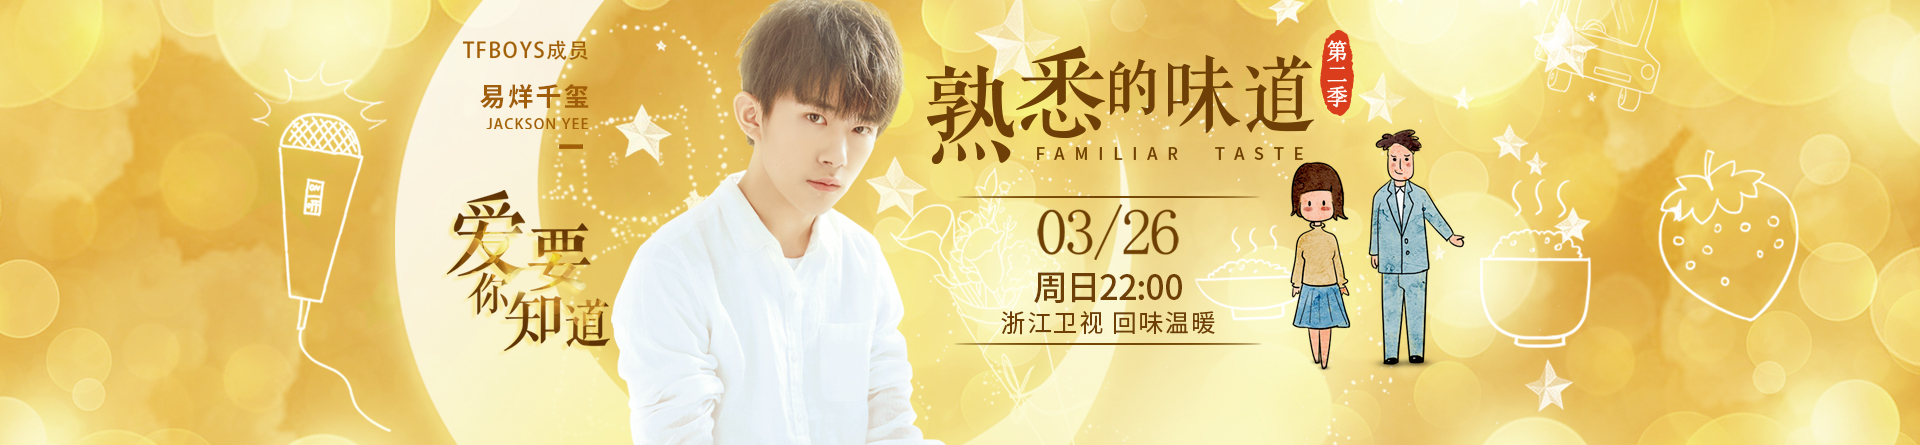 TFBOYS成员
易烊千玺
JACKSON YEE
爱要
你知道
熟悉的味道
第二季
FAMILIAR TASTE
03/26
周日22:00
浙江卫视 回味温暖